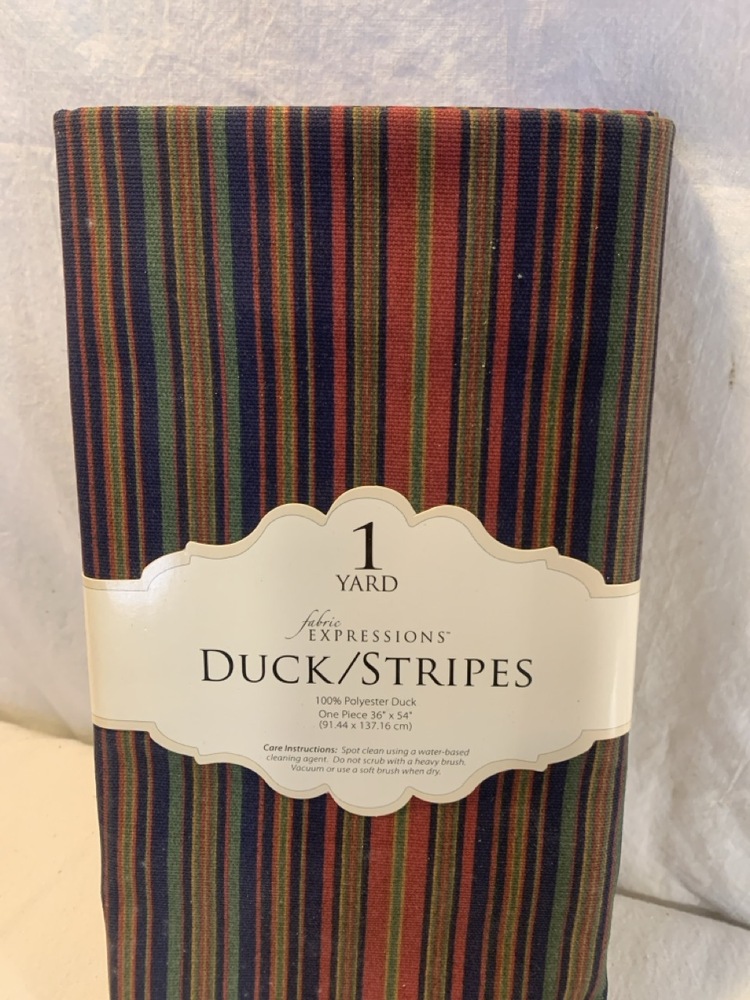 1
YARD
fabric
EXPRESSIONS™
DUCK/STRIPES
100% Polyester Duck
One Piece 36" x 54"
(91.44 x 137.16 cm)
Care Instructions: Spot clean using a water-based
cleaning agent. Do not scrub with a heavy brush.
Vacuum or use a soft brush when dry.